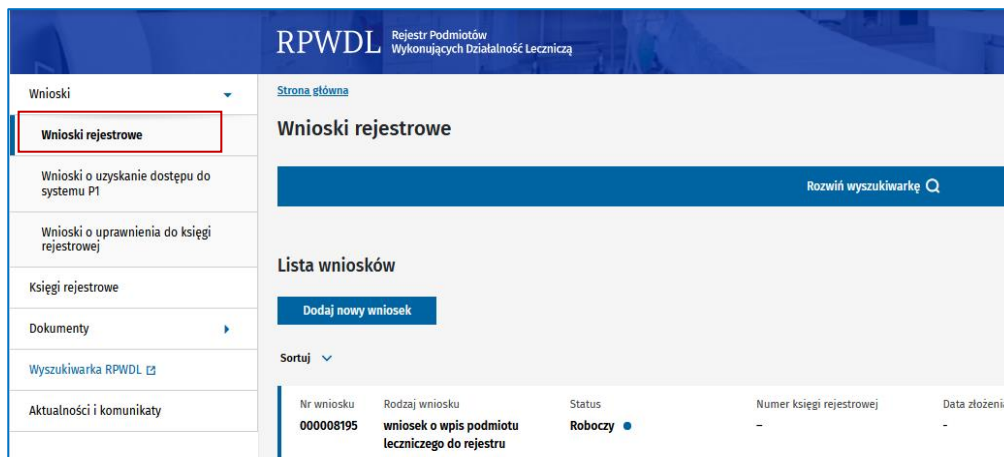 RPWDL
Rejestr Podmiotów
Wykonujących Działalność Leczniczą
Wnioski
Wnioski rejestrowe
Wnioski o uzyskanie dostępu do
systemu P1
Wnioski o uprawnienia do księgi
rejestrowej
Księgi rejestrowe
Dokumenty
Wyszukiwarka RPWDL
Aktualności i komunikaty
Strona główna
Wnioski rejestrowe
Rozwiń wyszukiwarkę
Lista wniosków
Dodaj nowy wniosek
Sortuj
Nr wniosku Rodzaj wniosku Status Numer księgi rejestrowej Data złożenia
000008195 wniosek o wpis podmiotu Roboczy – -
leczniczego do rejestru